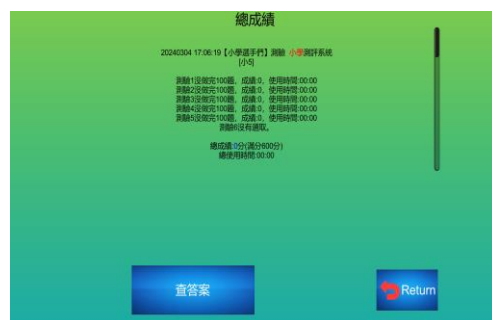 總成績
20240304 17:06:19【小學選手們】測驗 小學測評系統
[小5]
測驗1沒做完100題，成績:0，使用時間:00:00
測驗2沒做完100題，成績:0，使用時間:00:00
測驗3沒做完100題，成績:0，使用時間:00:00
測驗4沒做完100題，成績:0，使用時間:00:00
測驗5沒做完100題，成績:0，使用時間:00:00
測驗6沒有選取。
總成績:0分(滿分600分)
總使用時間:00:00
查答案
Return